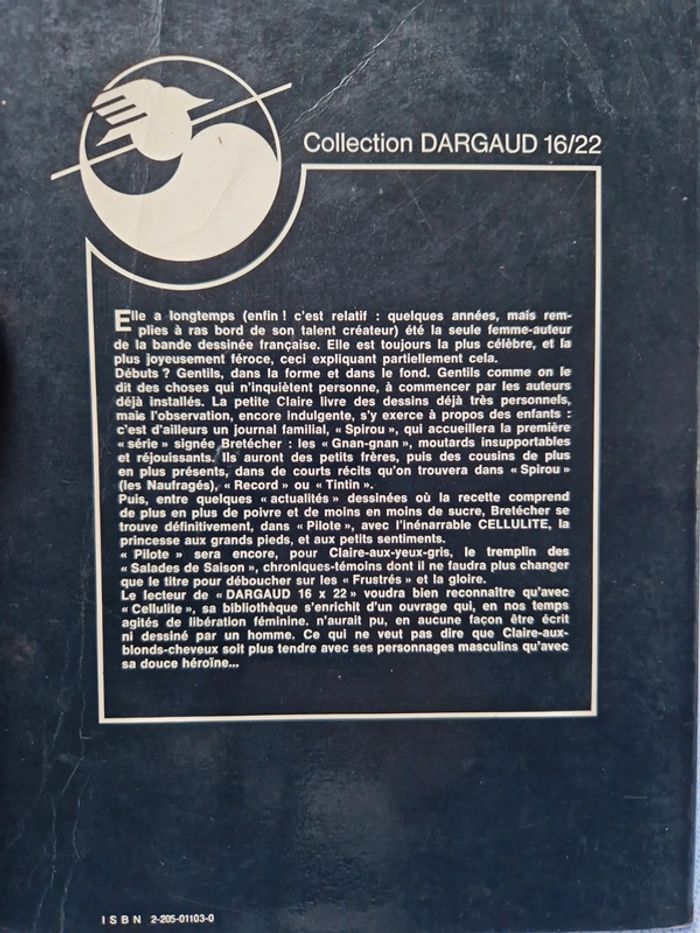 Collection DARGAUD 16/22
Elle a longtemps (enfin ! c'est relatif : quelques années, mais rem-
plies à ras bord de son talent créateur) été la seule femme-auteur
de la bande dessinée française. Elle est toujours la plus célèbre, et la
plus joyeusement féroce, ceci expliquant partiellement cela.
Débuts ? Gentils, dans la forme et dans le fond. Gentils comme on le
dit des choses qui n'inquiètent personne, à commencer par les auteurs
déjà installés. La petite Claire livre des dessins déjà très personnels,
mais l'observation, encore indulgente, s'y exerce à propos des enfants :
c'est d'ailleurs un journal familial, « Spirou », qui accueillera la première
« série » signée Bretécher : les « Gnan-gnan », moutards insupportables
et réjouissants. Ils auront des petits frères, puis des cousins de plus
en plus présents, dans de courts récits qu'on trouvera dans « Spirou »
(les Naufragés), « Record » ou « Tintin ».
Puis, entre quelques « actualités » dessinées où la recette comprend
de plus en plus de poivre et de moins en moins de sucre, Bretécher se
trouve définitivement, dans « Pilote », avec l'inénarrable CELLULITE, la
princesse aux grands pieds, et aux petits sentiments.
« Pilote » sera encore, pour Claire-aux-yeux-gris, le tremplin des
« Salades de Saison », chroniques-témoins dont il ne faudra plus changer
que le titre pour déboucher sur les « Frustrés » et la gloire.
Le lecteur de « DARGAUD 16 x 22 » voudra bien reconnaître qu'avec
« Cellulite », sa bibliothèque s'enrichit d'un ouvrage qui, en nos temps
agités de libération féminine. n'aurait pu, en aucune façon être écrit
ni dessiné par un homme. Ce qui ne veut pas dire que Claire-aux-
blonds-cheveux soit plus tendre avec ses personnages masculins qu'avec
sa douce héroïne...
ISBN 2-205-01103-0